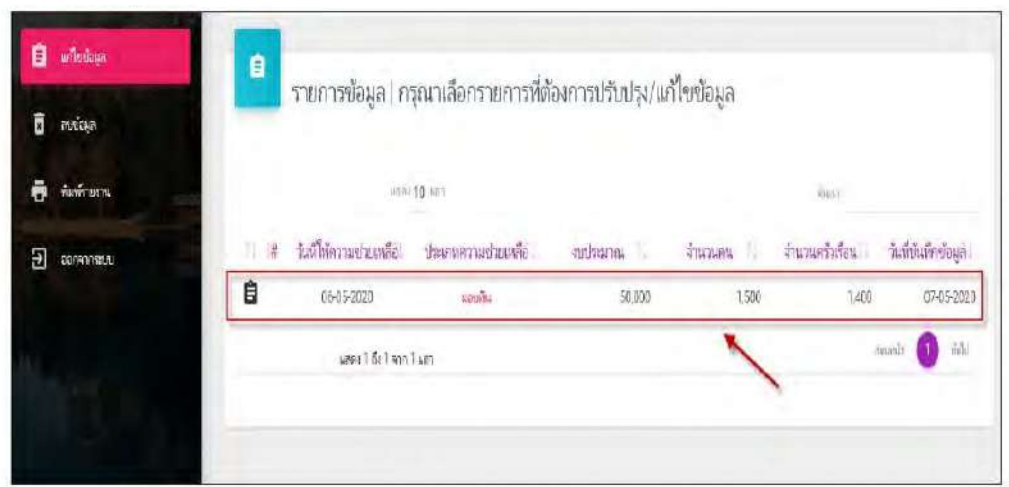 แก้ไขข้อมูล
ลบข้อมูล
พิมพ์รายงาน
ออกจากระบบ
รายการข้อมูล | กรุณาเลือกรายการที่ต้องการปรับปรุง/แก้ไขข้อมูล
แสดง 10 แถว
# วันที่ให้ความช่วยเหลือ ประเภทความช่วยเหลือ งบประมาณ จำนวนคน จำนวนครัวเรือน วันที่บันทึกข้อมูล
06-05-2020 มอบเงิน 50,000 1,500 1,400 07-05-2020
แสดง 1 ถึง 1 จาก 1 แถว
1 ถัดไป